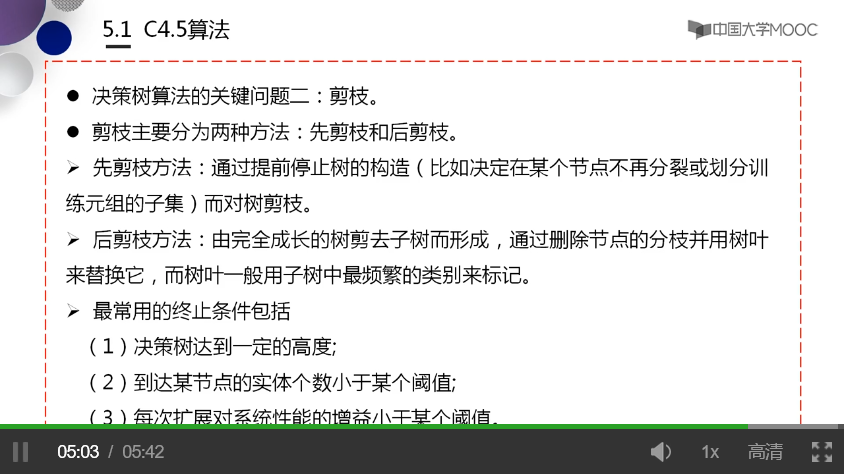 5.1 C4.5算法
中国大学MOOC
● 决策树算法的关键问题二：剪枝。
● 剪枝主要分为两种方法：先剪枝和后剪枝。
➢ 先剪枝方法：通过提前停止树的构造（比如决定在某个节点不再分裂或划分训
练元组的子集）而对树剪枝。
➢ 后剪枝方法：由完全成长的树剪去子树而形成，通过删除节点的分枝并用树叶
来替换它，而树叶一般用子树中最频繁的类别来标记。
➢ 最常用的终止条件包括
（1）决策树达到一定的高度;
（2）到达某节点的实体个数小于某个阈值;
（3）每次扩展对系统性能的增益小于某个阈值。
05:03 / 05:42
1x
高清